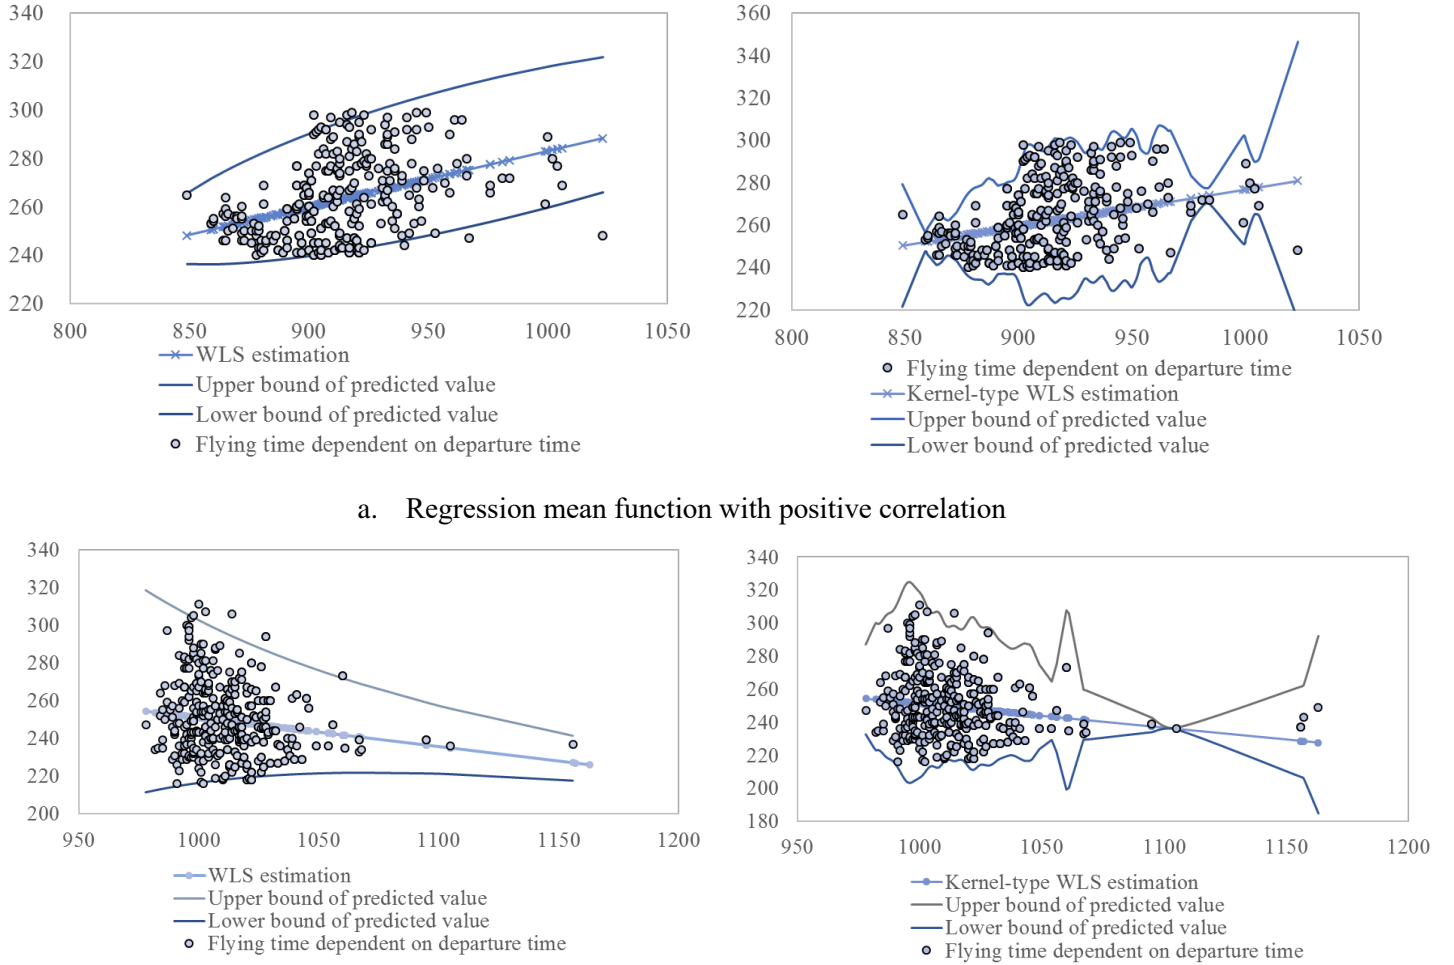 340
320
300
280
260
240
220
800 850 900 950 1000 1050
WLS estimation
Upper bound of predicted value
Lower bound of predicted value
Flying time dependent on departure time
360
340
320
300
280
260
240
220
800 850 900 950 1000 1050
Flying time dependent on departure time
Kernel-type WLS estimation
Upper bound of predicted value
Lower bound of predicted value
a. Regression mean function with positive correlation
340
320
300
280
260
240
220
200
950 1000 1050 1100 1150 1200
WLS estimation
Upper bound of predicted value
Lower bound of predicted value
Flying time dependent on departure time
340
320
300
280
260
240
220
200
180
950 1000 1050 1100 1150 1200
Kernel-type WLS estimation
Upper bound of predicted value
Lower bound of predicted value
Flying time dependent on departure time